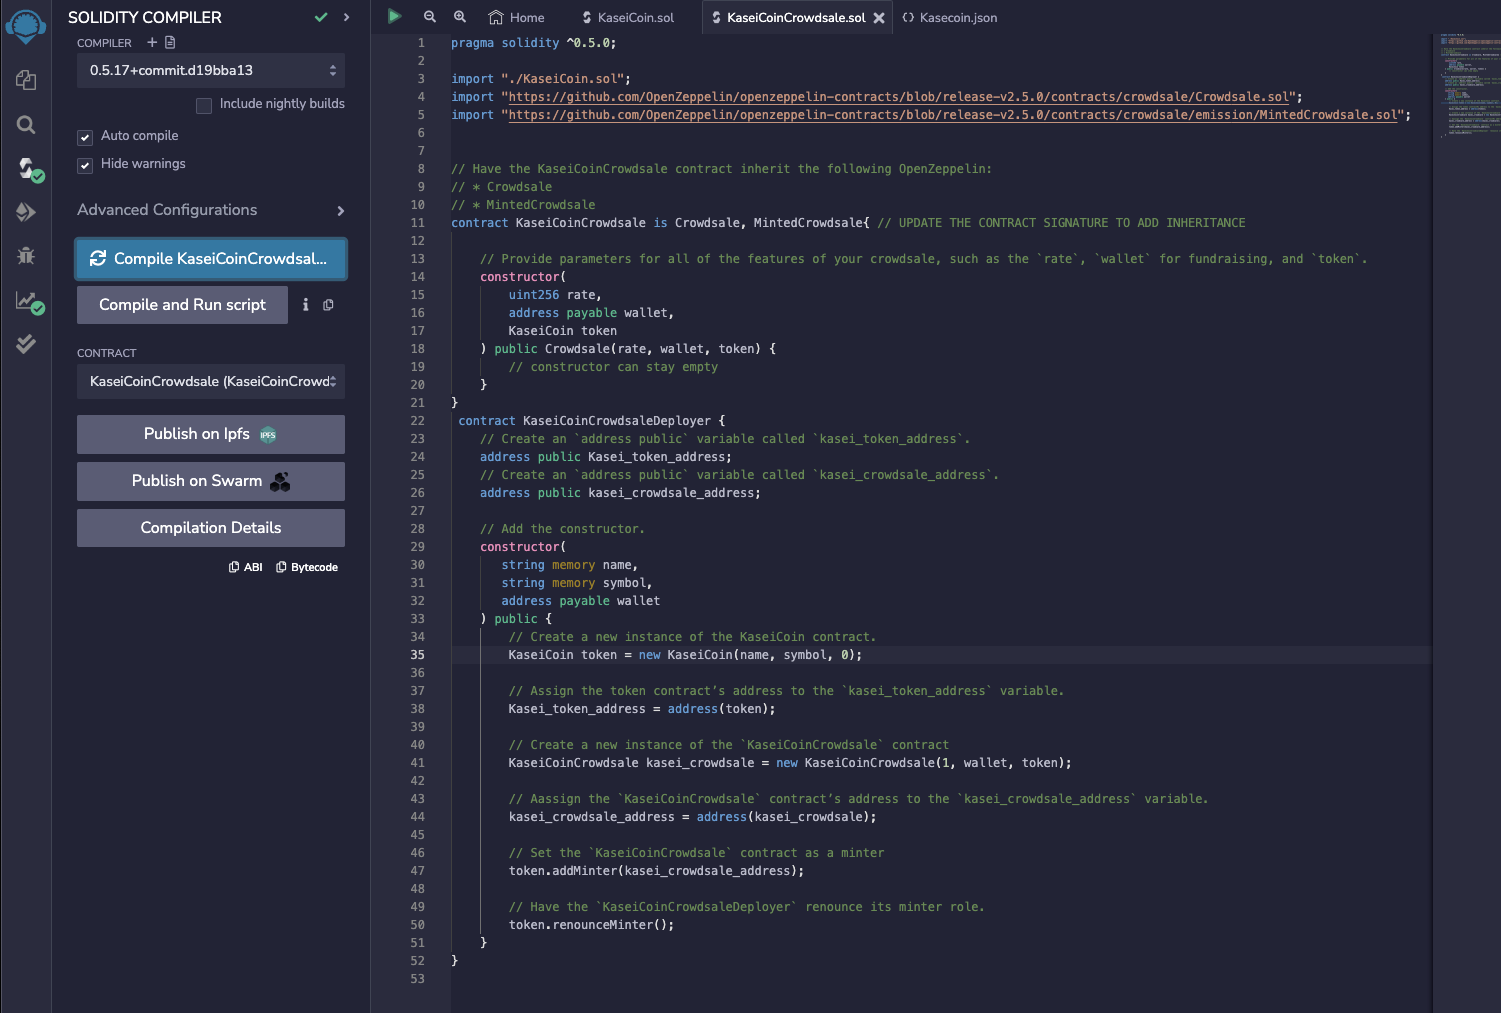 SOLIDITY COMPILER
COMPILER
0.5.17+commit.d19bba13
Include nightly builds
Auto compile
Hide warnings
Advanced Configurations
Compile KaseiCoinCrowdsal...
Compile and Run script
CONTRACT
KaseiCoinCrowdsale (KaseiCoinCrowd
Publish on Ipfs IPFS
Publish on Swarm
Compilation Details
ABI Bytecode
Home KaseiCoin.sol KaseiCoinCrowdsale.sol Kasecoin.json
1 pragma solidity ^0.5.0;
2
3 import "./KaseiCoin.sol";
4 import "https://github.com/OpenZeppelin/openzeppelin-contracts/blob/release-v2.5.0/contracts/crowdsale/Crowdsale.sol";
5 import "https://github.com/OpenZeppelin/openzeppelin-contracts/blob/release-v2.5.0/contracts/crowdsale/emission/MintedCrowdsale.sol";
6
7
8 // Have the KaseiCoinCrowdsale contract inherit the following OpenZeppelin:
9 // * Crowdsale
10 // * MintedCrowdsale
11 contract KaseiCoinCrowdsale is Crowdsale, MintedCrowdsale{ // UPDATE THE CONTRACT SIGNATURE TO ADD INHERITANCE
12
13 // Provide parameters for all of the features of your crowdsale, such as the `rate`, `wallet` for fundraising, and `token`.
14 constructor(
15 uint256 rate,
16 address payable wallet,
17 KaseiCoin token
18 ) public Crowdsale(rate, wallet, token) {
19 // constructor can stay empty
20 }
21 }
22 contract KaseiCoinCrowdsaleDeployer {
23 // Create an `address public` variable called `kasei_token_address`.
24 address public Kasei_token_address;
25 // Create an `address public` variable called `kasei_crowdsale_address`.
26 address public kasei_crowdsale_address;
27
28 // Add the constructor.
29 constructor(
30 string memory name,
31 string memory symbol,
32 address payable wallet
33 ) public {
34 // Create a new instance of the KaseiCoin contract.
35 KaseiCoin token = new KaseiCoin(name, symbol, 0);
36
37 // Assign the token contract’s address to the `kasei_token_address` variable.
38 Kasei_token_address = address(token);
39
40 // Create a new instance of the `KaseiCoinCrowdsale` contract
41 KaseiCoinCrowdsale kasei_crowdsale = new KaseiCoinCrowdsale(1, wallet, token);
42
43 // Aassign the `KaseiCoinCrowdsale` contract’s address to the `kasei_crowdsale_address` variable.
44 kasei_crowdsale_address = address(kasei_crowdsale);
45
46 // Set the `KaseiCoinCrowdsale` contract as a minter
47 token.addMinter(kasei_crowdsale_address);
48
49 // Have the `KaseiCoinCrowdsaleDeployer` renounce its minter role.
50 token.renounceMinter();
51 }
52 }
53